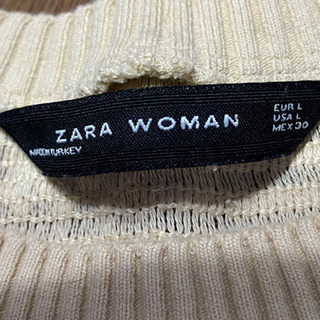 ZARA WOMAN
MADE IN TURKEY
EUR L
USA L
MEX 30